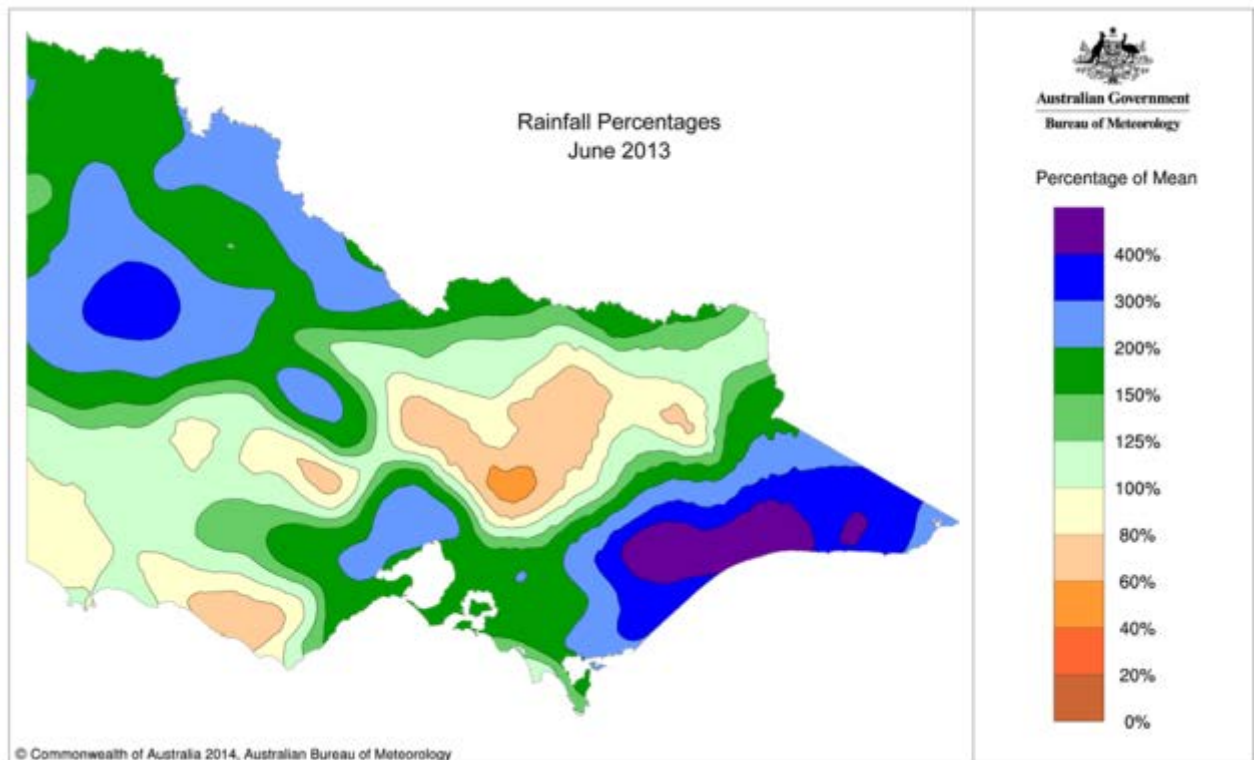 Rainfall Percentages
June 2013
Australian Government
Bureau of Meteorology
Percentage of Mean
400%
300%
200%
150%
125%
100%
80%
60%
40%
20%
0%
© Commonwealth of Australia 2014, Australian Bureau of Meteorology